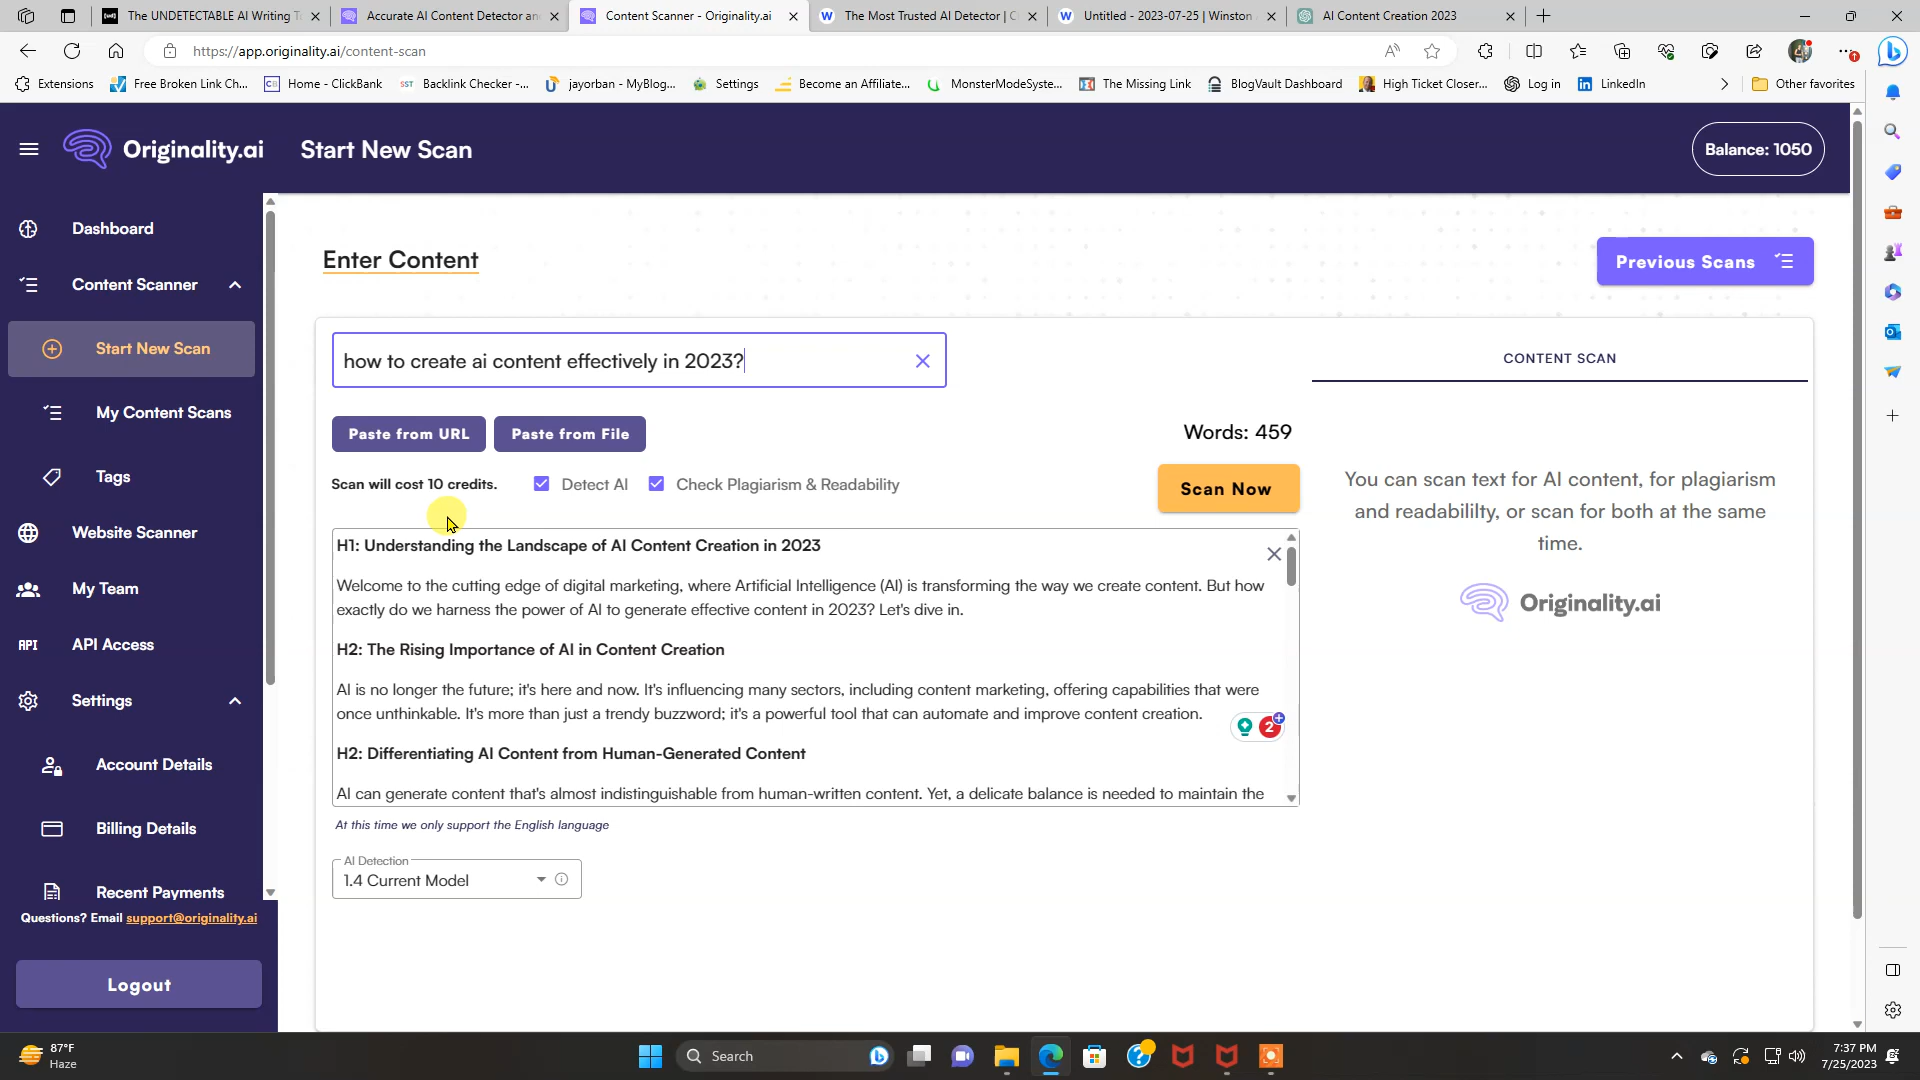 The UNDETECTABLE AI Writing T
Accurate AI Content Detector an
Content Scanner - Originality.ai
The Most Trusted AI Detector | C
Untitled - 2023-07-25 | Winston
AI Content Creation 2023
https://app.originality.ai/content-scan
Extensions
Free Broken Link Ch...
Home - ClickBank
Backlink Checker -...
jayorban - MyBlog...
Settings
Become an Affiliate...
MonsterModeSyste...
The Missing Link
BlogVault Dashboard
High Ticket Closer...
Log in
LinkedIn
Other favorites
Originality.ai
Start New Scan
Balance: 1050
Dashboard
Content Scanner
Start New Scan
My Content Scans
Tags
Website Scanner
My Team
API
API Access
Settings
Account Details
Billing Details
Recent Payments
Questions? Email support@originality.ai
Logout
Enter Content
Previous Scans
how to create ai content effectively in 2023?
Paste from URL
Paste from File
Words: 459
Scan will cost 10 credits.
Detect AI
Check Plagiarism & Readability
Scan Now
H1: Understanding the Landscape of AI Content Creation in 2023
Welcome to the cutting edge of digital marketing, where Artificial Intelligence (AI) is transforming the way we create content. But how
exactly do we harness the power of AI to generate effective content in 2023? Let's dive in.
H2: The Rising Importance of AI in Content Creation
AI is no longer the future; it's here and now. It's influencing many sectors, including content marketing, offering capabilities that were
once unthinkable. It's more than just a trendy buzzword; it's a powerful tool that can automate and improve content creation.
2
H2: Differentiating AI Content from Human-Generated Content
AI can generate content that's almost indistinguishable from human-written content. Yet, a delicate balance is needed to maintain the
At this time we only support the English language
AI Detection
1.4 Current Model
CONTENT SCAN
You can scan text for AI content, for plagiarism
and readabililty, or scan for both at the same
time.
Originality.ai
87°F
Haze
Search
7:37 PM
7/25/2023